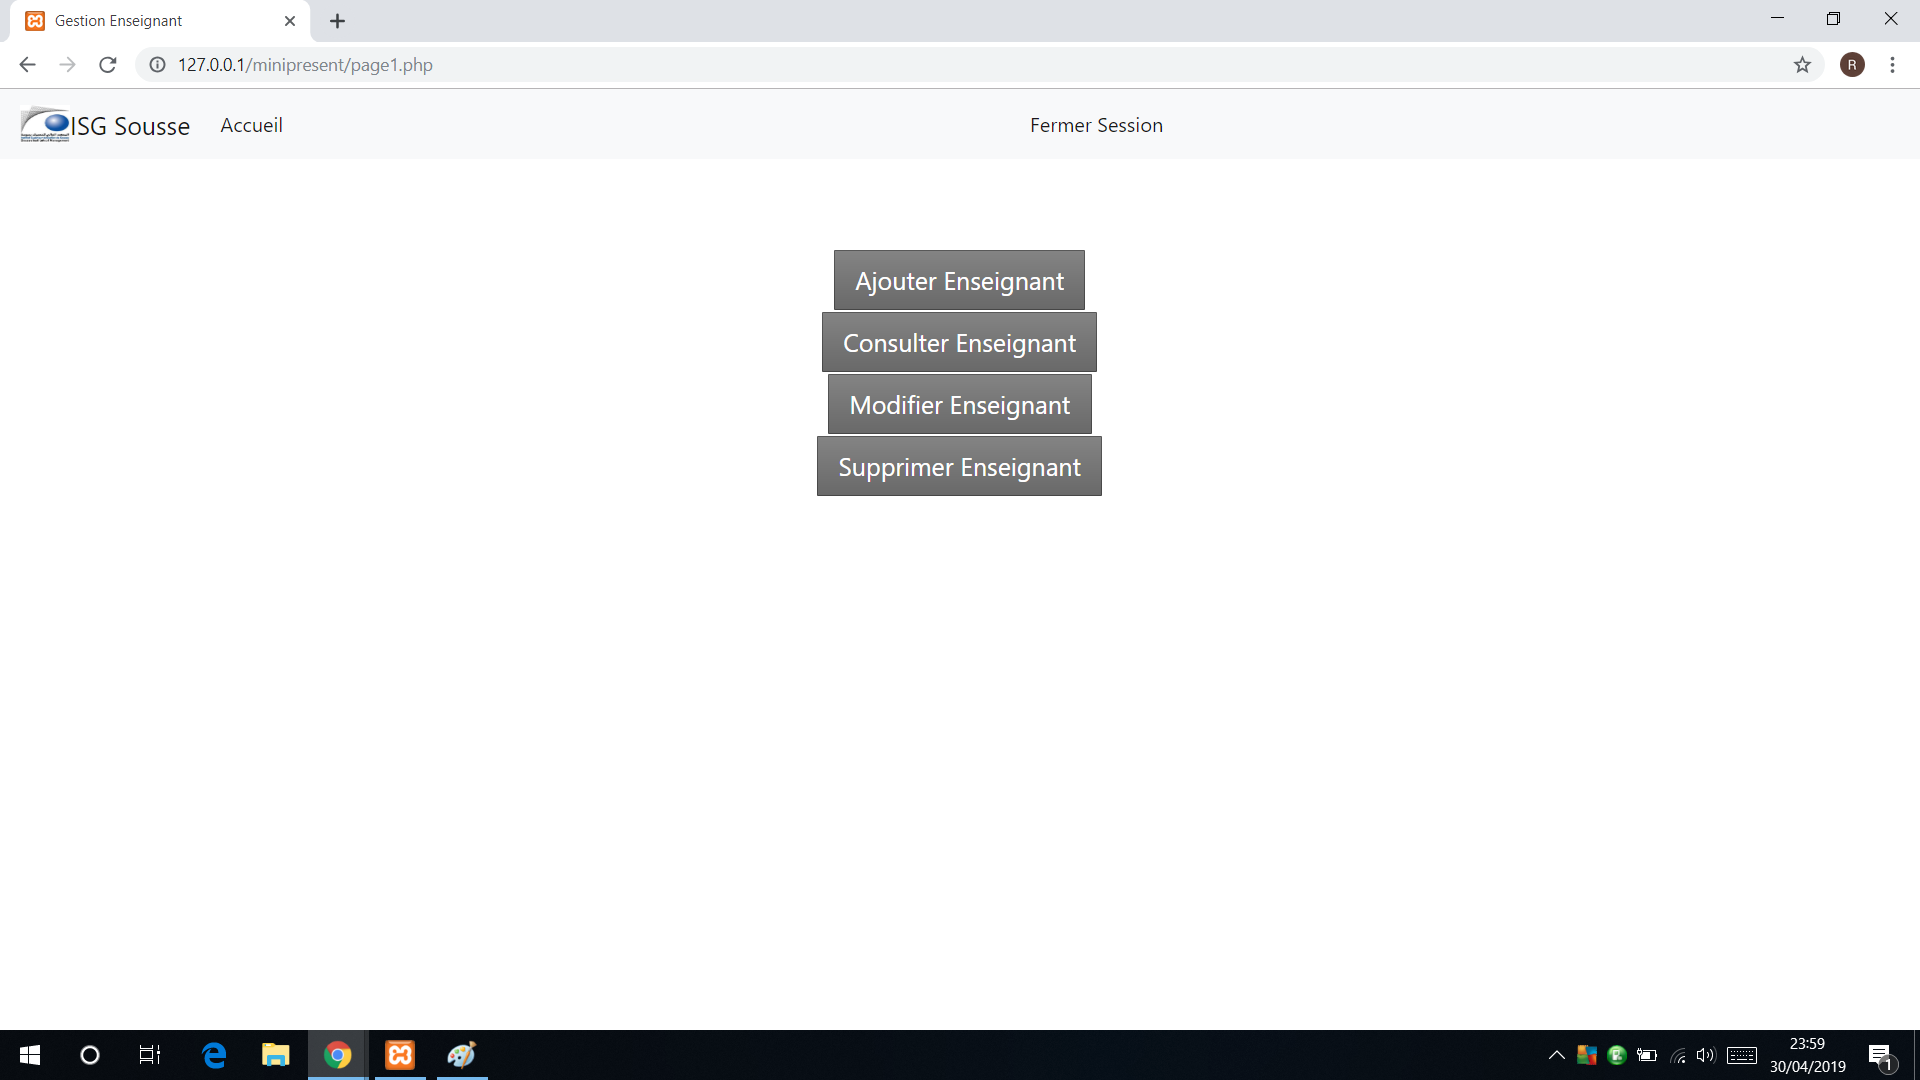 Gestion Enseignant
127.0.0.1/minipresent/page1.php
R
ISG Sousse Accueil Fermer Session
Ajouter Enseignant
Consulter Enseignant
Modifier Enseignant
Supprimer Enseignant
23:59
30/04/2019
1